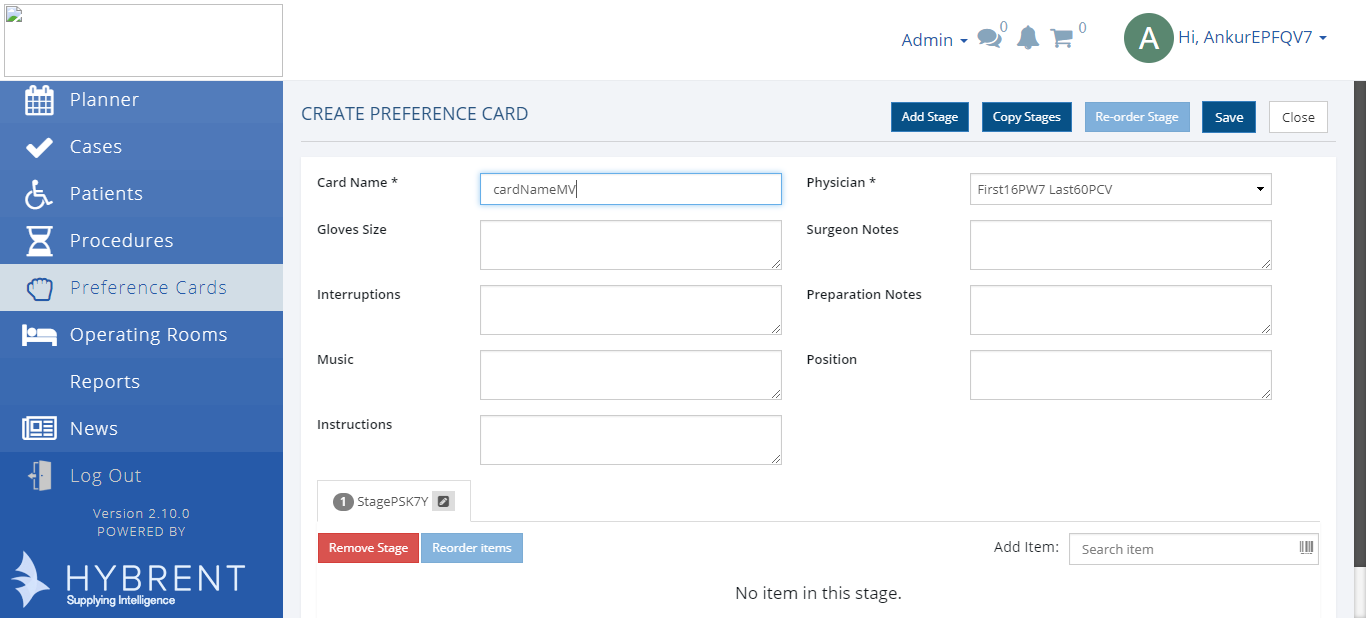 Admin
0
0
A
Hi, AnkurEPFQV7
Planner
Cases
Patients
Procedures
Preference Cards
Operating Rooms
Reports
News
Log Out
Version 2.10.0
POWERED BY
HYBRENT
Supplying Intelligence
CREATE PREFERENCE CARD
Add Stage
Copy Stages
Re-order Stage
Save
Close
Card Name *
cardNameMV
Physician *
First16PW7 Last60PCV
Gloves Size
Surgeon Notes
Interruptions
Preparation Notes
Music
Position
Instructions
1 StagePSK7Y
Remove Stage
Reorder items
Add Item:
Search item
No item in this stage.